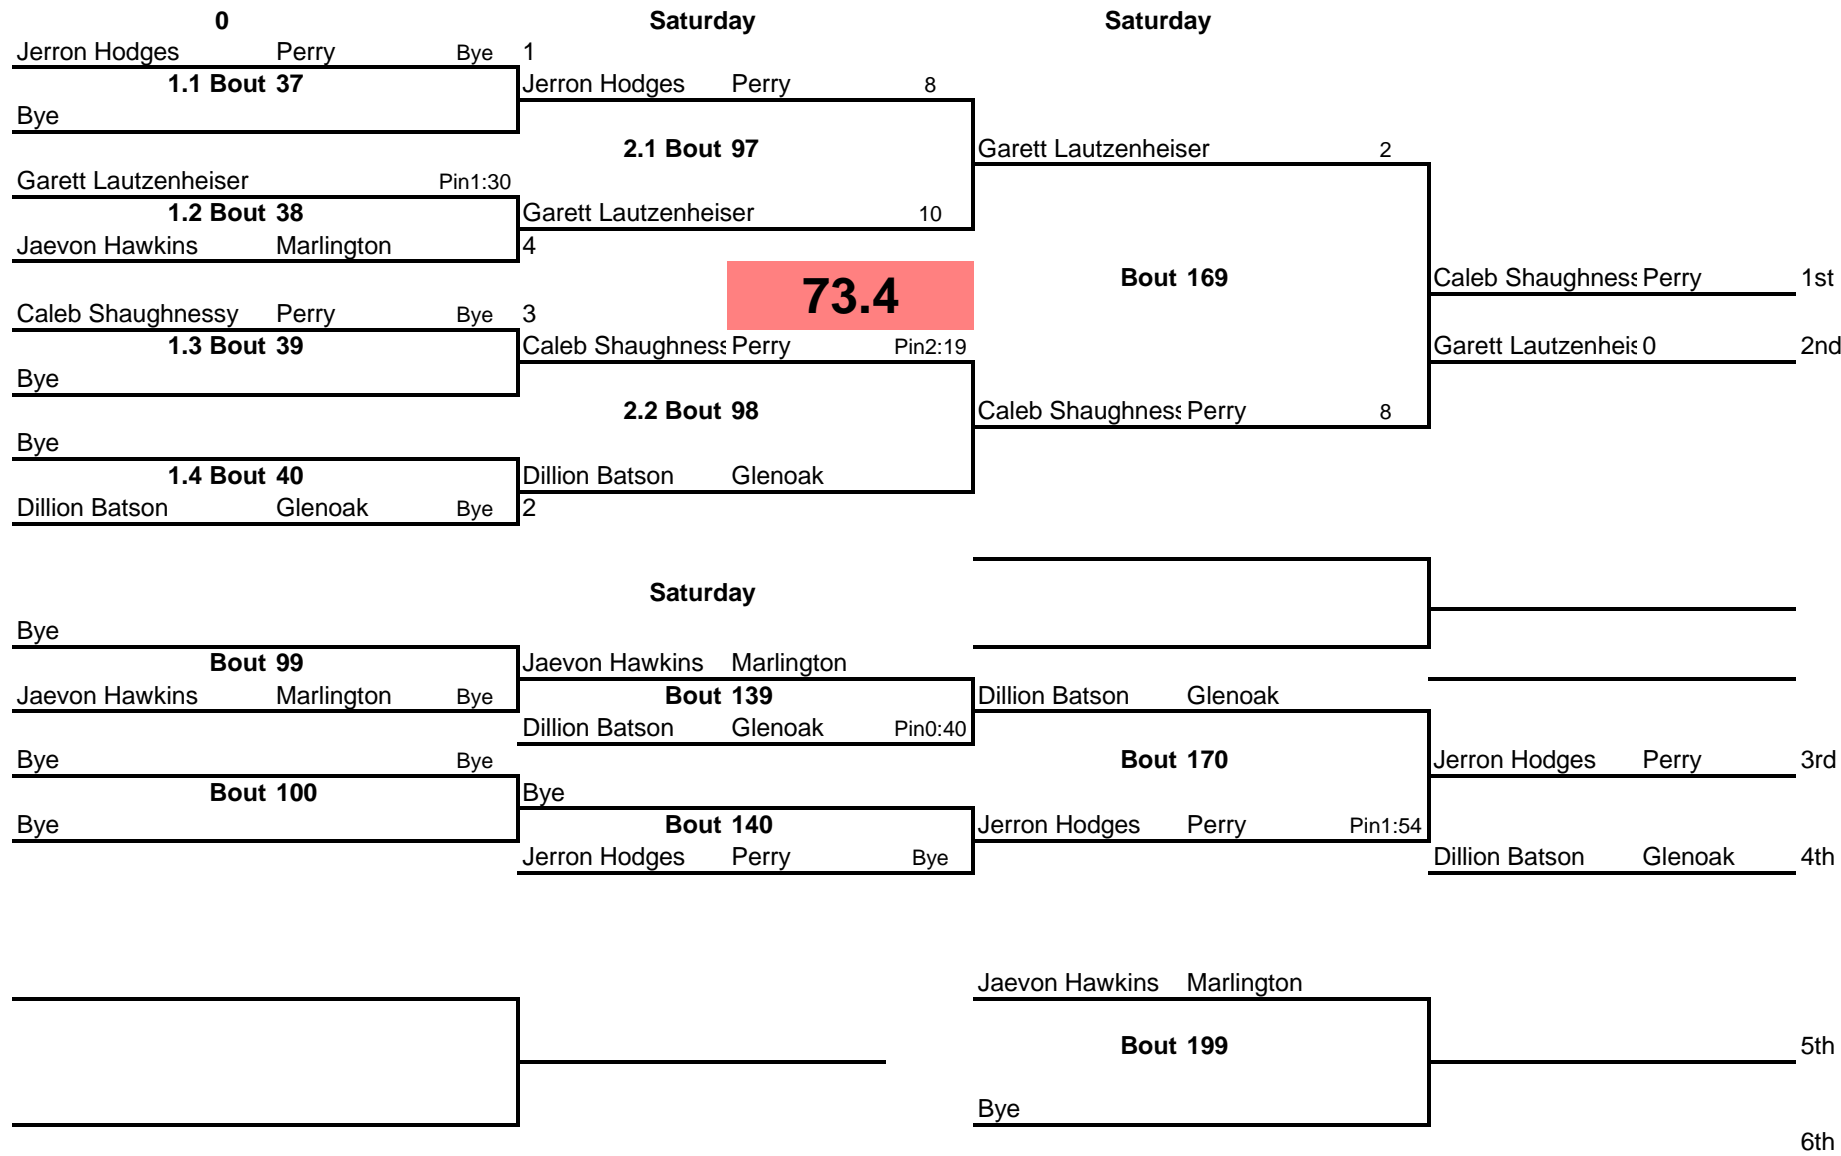 0 Saturday Saturday
Jerron Hodges Perry Bye 1
1.1 Bout 37 Jerron Hodges Perry 8
Bye
2.1 Bout 97 Garett Lautzenheiser 2
Garett Lautzenheiser Pin1:30
1.2 Bout 38 Garett Lautzenheiser 10
Jaevon Hawkins Marlington 4
73.4 Bout 169 Caleb Shaughness Perry 1st
Caleb Shaughnessy Perry Bye 3
1.3 Bout 39 Caleb Shaughness Perry Pin2:19 Garett Lautzenheis 0 2nd
Bye
2.2 Bout 98 Caleb Shaughness Perry 8
Bye
1.4 Bout 40 Dillion Batson Glenoak
Dillion Batson Glenoak Bye 2
Saturday
Bye
Bout 99 Jaevon Hawkins Marlington
Jaevon Hawkins Marlington Bye Bout 139 Dillion Batson Glenoak
Dillion Batson Glenoak Pin0:40
Bye Bye Bout 170 Jerron Hodges Perry 3rd
Bout 100 Bye
Bye Bout 140 Jerron Hodges Perry Pin1:54
Jerron Hodges Perry Bye Dillion Batson Glenoak 4th
Jaevon Hawkins Marlington
Bout 199 5th
Bye
6th